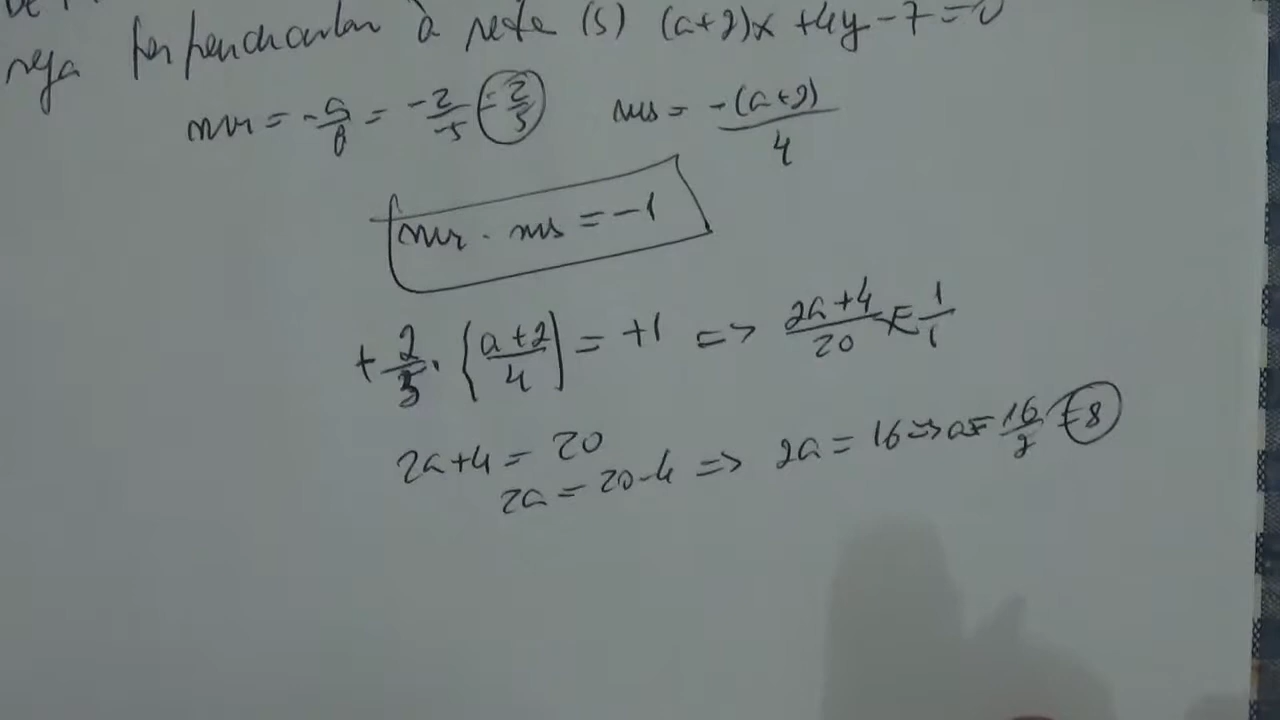 seja perpendicular à reta (s) (a+2)x + 4y - 7 = 0
mr = -a/b = -2/-5 = 2/5 ms = -(a+2)/4
mr . ms = -1
+ 2/5 . (a+2/4) = +1 => 2a+4/20 = 1/1
2a+4 = 20
2a = 20-4 => 2a = 16 => a = 16/2 = 8